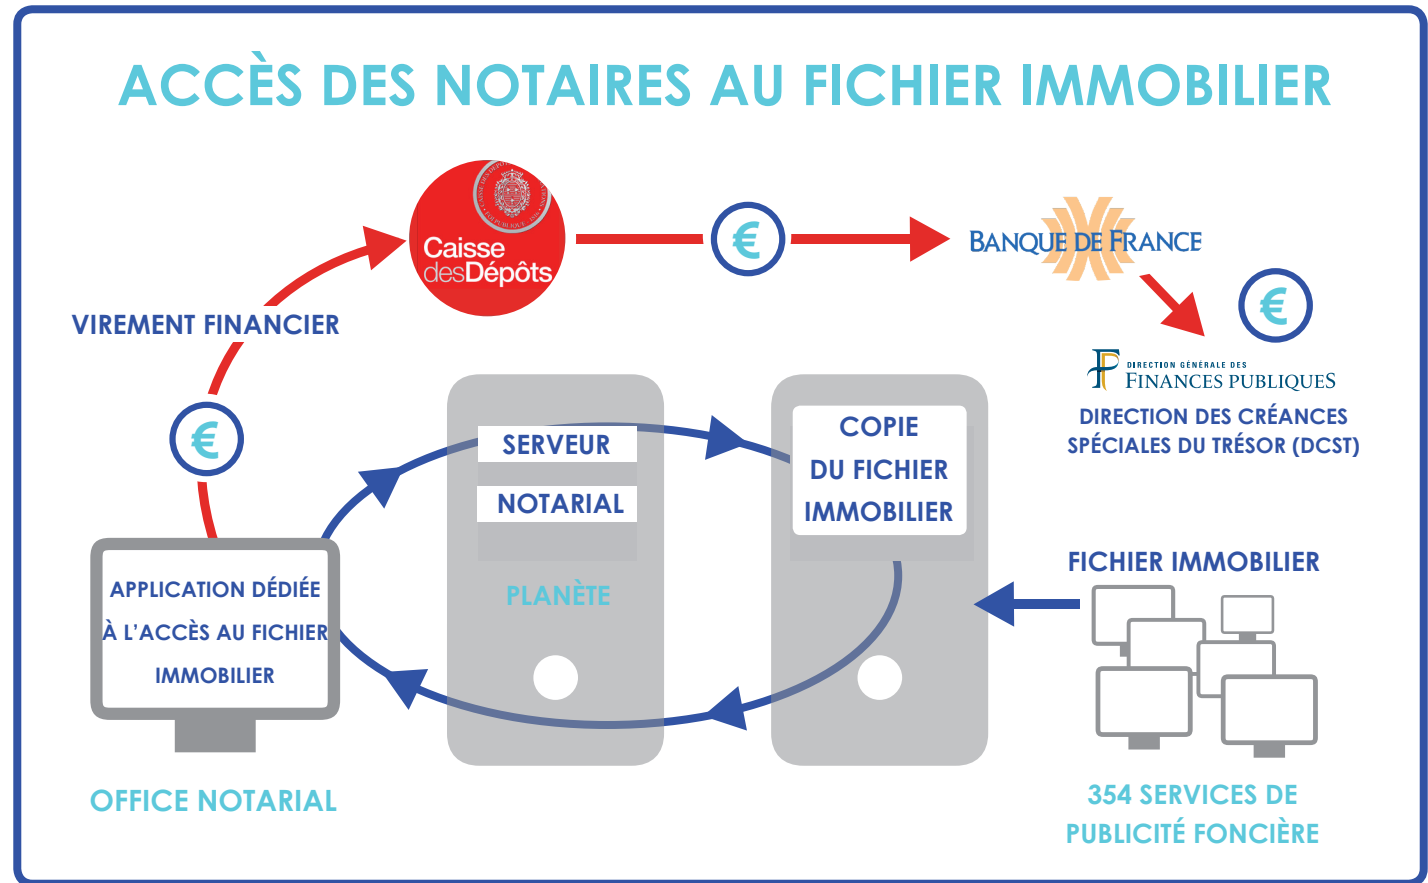 ACCÈS DES NOTAIRES AU FICHIER IMMOBILIER
Caisse
desDépôts
€
BANQUE DE FRANCE
VIREMENT FINANCIER
€
€
DIRECTION GÉNÉRALE DES
FINANCES PUBLIQUES
DIRECTION DES CRÉANCES
SPÉCIALES DU TRÉSOR (DCST)
SERVEUR
NOTARIAL
PLANÈTE
COPIE
DU FICHIER
IMMOBILIER
APPLICATION DÉDIÉE
À L’ACCÈS AU FICHIER
IMMOBILIER
OFFICE NOTARIAL
FICHIER IMMOBILIER
354 SERVICES DE
PUBLICITÉ FONCIÈRE